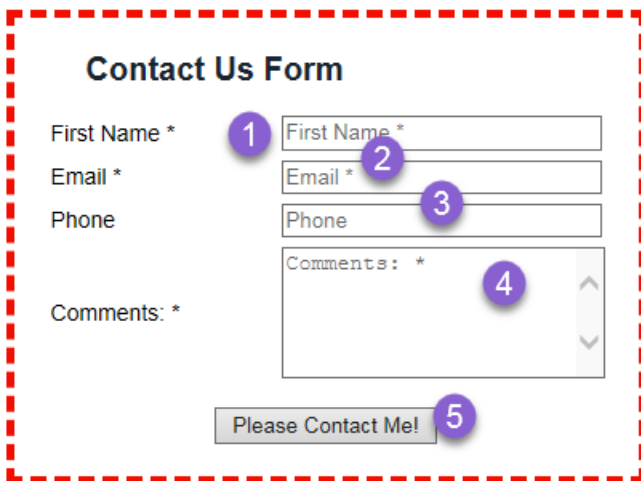 Contact Us Form
First Name * 1 First Name *
2
Email * Email *
3
Phone Phone
Comments: *
4
Comments: *
Please Contact Me! 5